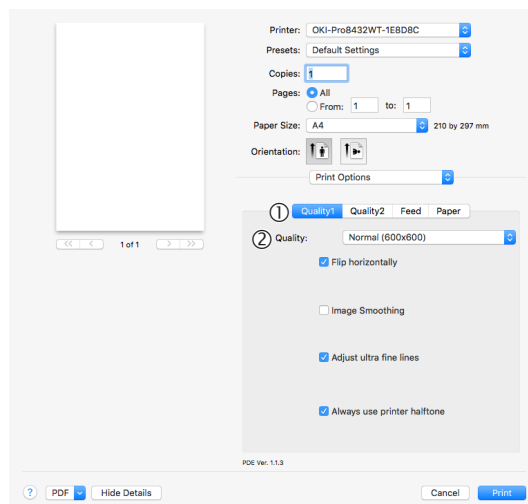 Printer: OKI-Pro8432WT-1E8D8C
Presets: Default Settings
Copies: 1
Pages: All
From: 1 to: 1
Paper Size: A4 210 by 297 mm
Orientation:
Print Options
① Quality1 Quality2 Feed Paper
② Quality: Normal (600x600)
<< < 1 of 1 > >>
Flip horizontally
Image Smoothing
Adjust ultra fine lines
Always use printer halftone
PDE Ver. 1.1.3
? PDF Hide Details Cancel Print